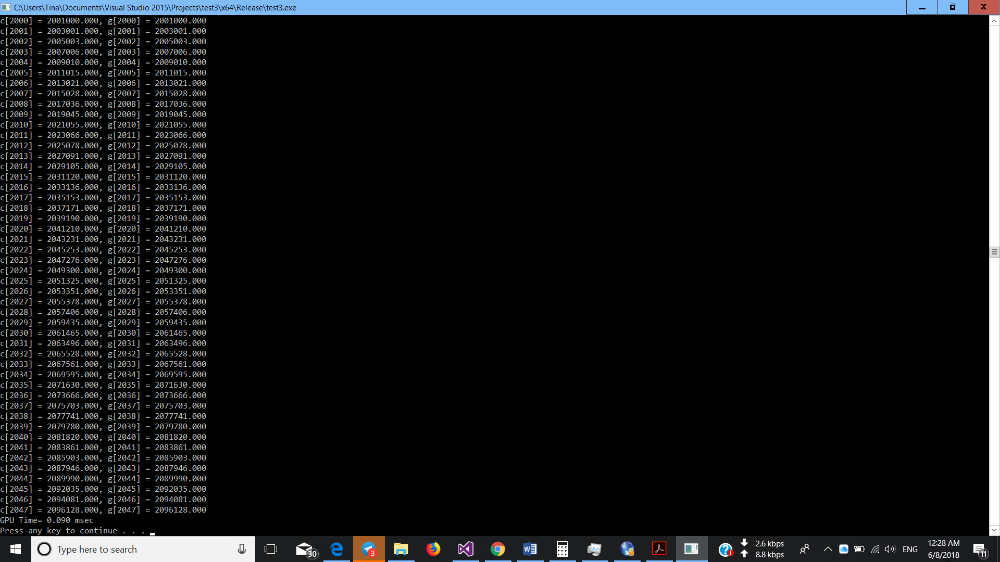 C:\Users\Tina\Documents\Visual Studio 2015\Projects\test3\x64\Release\test3.exe
c[2000] = 2001000.000, g[2000] = 2001000.000
c[2001] = 2003001.000, g[2001] = 2003001.000
c[2002] = 2005003.000, g[2002] = 2005003.000
c[2003] = 2007006.000, g[2003] = 2007006.000
c[2004] = 2009010.000, g[2004] = 2009010.000
c[2005] = 2011015.000, g[2005] = 2011015.000
c[2006] = 2013021.000, g[2006] = 2013021.000
c[2007] = 2015028.000, g[2007] = 2015028.000
c[2008] = 2017036.000, g[2008] = 2017036.000
c[2009] = 2019045.000, g[2009] = 2019045.000
c[2010] = 2021055.000, g[2010] = 2021055.000
c[2011] = 2023066.000, g[2011] = 2023066.000
c[2012] = 2025078.000, g[2012] = 2025078.000
c[2013] = 2027091.000, g[2013] = 2027091.000
c[2014] = 2029105.000, g[2014] = 2029105.000
c[2015] = 2031120.000, g[2015] = 2031120.000
c[2016] = 2033136.000, g[2016] = 2033136.000
c[2017] = 2035153.000, g[2017] = 2035153.000
c[2018] = 2037171.000, g[2018] = 2037171.000
c[2019] = 2039190.000, g[2019] = 2039190.000
c[2020] = 2041210.000, g[2020] = 2041210.000
c[2021] = 2043231.000, g[2021] = 2043231.000
c[2022] = 2045253.000, g[2022] = 2045253.000
c[2023] = 2047276.000, g[2023] = 2047276.000
c[2024] = 2049300.000, g[2024] = 2049300.000
c[2025] = 2051325.000, g[2025] = 2051325.000
c[2026] = 2053351.000, g[2026] = 2053351.000
c[2027] = 2055378.000, g[2027] = 2055378.000
c[2028] = 2057406.000, g[2028] = 2057406.000
c[2029] = 2059435.000, g[2029] = 2059435.000
c[2030] = 2061465.000, g[2030] = 2061465.000
c[2031] = 2063496.000, g[2031] = 2063496.000
c[2032] = 2065528.000, g[2032] = 2065528.000
c[2033] = 2067561.000, g[2033] = 2067561.000
c[2034] = 2069595.000, g[2034] = 2069595.000
c[2035] = 2071630.000, g[2035] = 2071630.000
c[2036] = 2073666.000, g[2036] = 2073666.000
c[2037] = 2075703.000, g[2037] = 2075703.000
c[2038] = 2077741.000, g[2038] = 2077741.000
c[2039] = 2079780.000, g[2039] = 2079780.000
c[2040] = 2081820.000, g[2040] = 2081820.000
c[2041] = 2083861.000, g[2041] = 2083861.000
c[2042] = 2085903.000, g[2042] = 2085903.000
c[2043] = 2087946.000, g[2043] = 2087946.000
c[2044] = 2089990.000, g[2044] = 2089990.000
c[2045] = 2092035.000, g[2045] = 2092035.000
c[2046] = 2094081.000, g[2046] = 2094081.000
c[2047] = 2096128.000, g[2047] = 2096128.000
GPU Time= 0.090 msec
Press any key to continue . . .
Type here to search
30
3
2.6 kbps
8.8 kbps
ENG
12:28 AM
6/8/2018
11